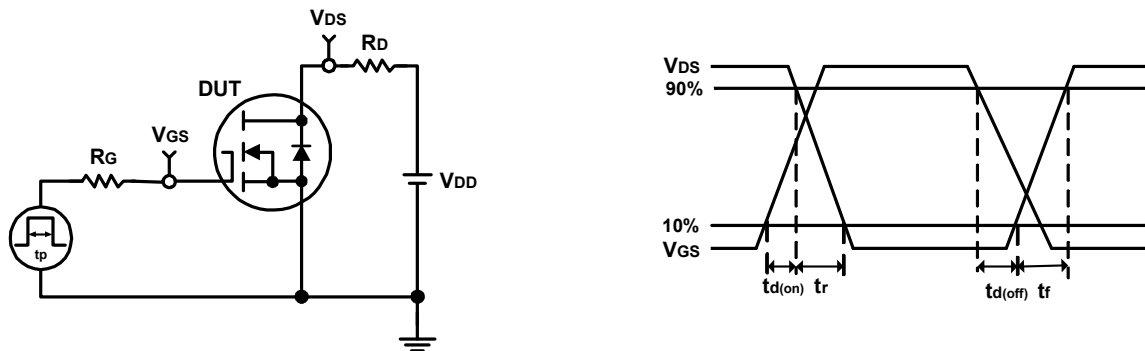 VDS
RD
DUT
VGS
RG
VDD
tp
VDS
90%
10%
VGS
td(on) tr
td(off) tf